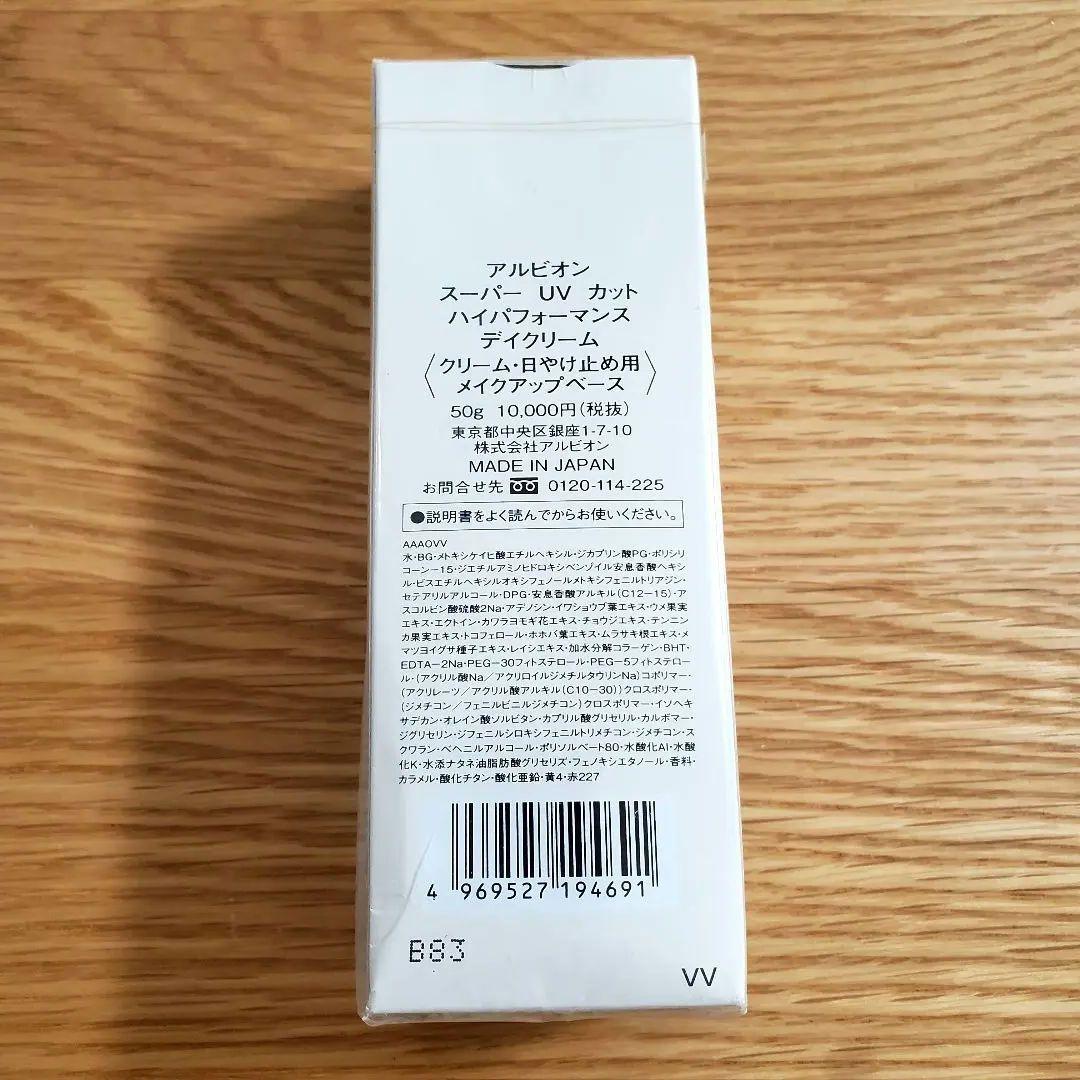 アルビオン
スーパー UV カット
ハイパフォーマンス
デイクリーム
〈クリーム・日やけ止め用
メイクアップベース〉
50g 10,000円(税抜)
東京都中央区銀座1-7-10
株式会社アルビオン
MADE IN JAPAN
お問合せ先 0120-114-225
●説明書をよく読んでからお使いください。
AAAOVV
水・BG・メトキシケイヒ酸エチルヘキシル・ジカプリン酸PG・ポリシリ
コーン-15・ジエチルアミノヒドロキシベンゾイル安息香酸ヘキシ
ル・ビスエチルヘキシルオキシフェノールメトキシフェニルトリアジン・
セテアリルアルコール・DPG・安息香酸アルキル(C12-15)・ア
スコルビン酸硫酸2Na・アデノシン・イワショウブ葉エキス・ウメ果実
エキス・エクトイン・カワラヨモギ花エキス・チョウジエキス・テンニン
カ果実エキス・トコフェロール・ホホバ葉エキス・ムラサキ根エキス・メ
マツヨイグサ種子エキス・レイシエキス・加水分解コラーゲン・BHT・
EDTA-2Na・PEG-30フィトステロール・PEG-5フィトステロー
ル・(アクリル酸Na/アクリロイルジメチルタウリンNa)コポリマー・
(アクリレーツ/アクリル酸アルキル(C10-30))クロスポリマー・
(ジメチコン/フェニルビニルジメチコン)クロスポリマー・イソヘキ
サデカン・オレイン酸ソルビタン・カプリル酸グリセリル・カルボマー・
ジグリセリン・ジフェニルシロキシフェニルトリメチコン・ジメチコン・ス
クワラン・ベヘニルアルコール・ポリソルベート80・水酸化Al・水酸
化K・水添ナタネ油脂肪酸グリセリズ・フェノキシエタノール・香料・
カラメル・酸化チタン・酸化亜鉛・黄4・赤227
4 969527 194691
B83
VV